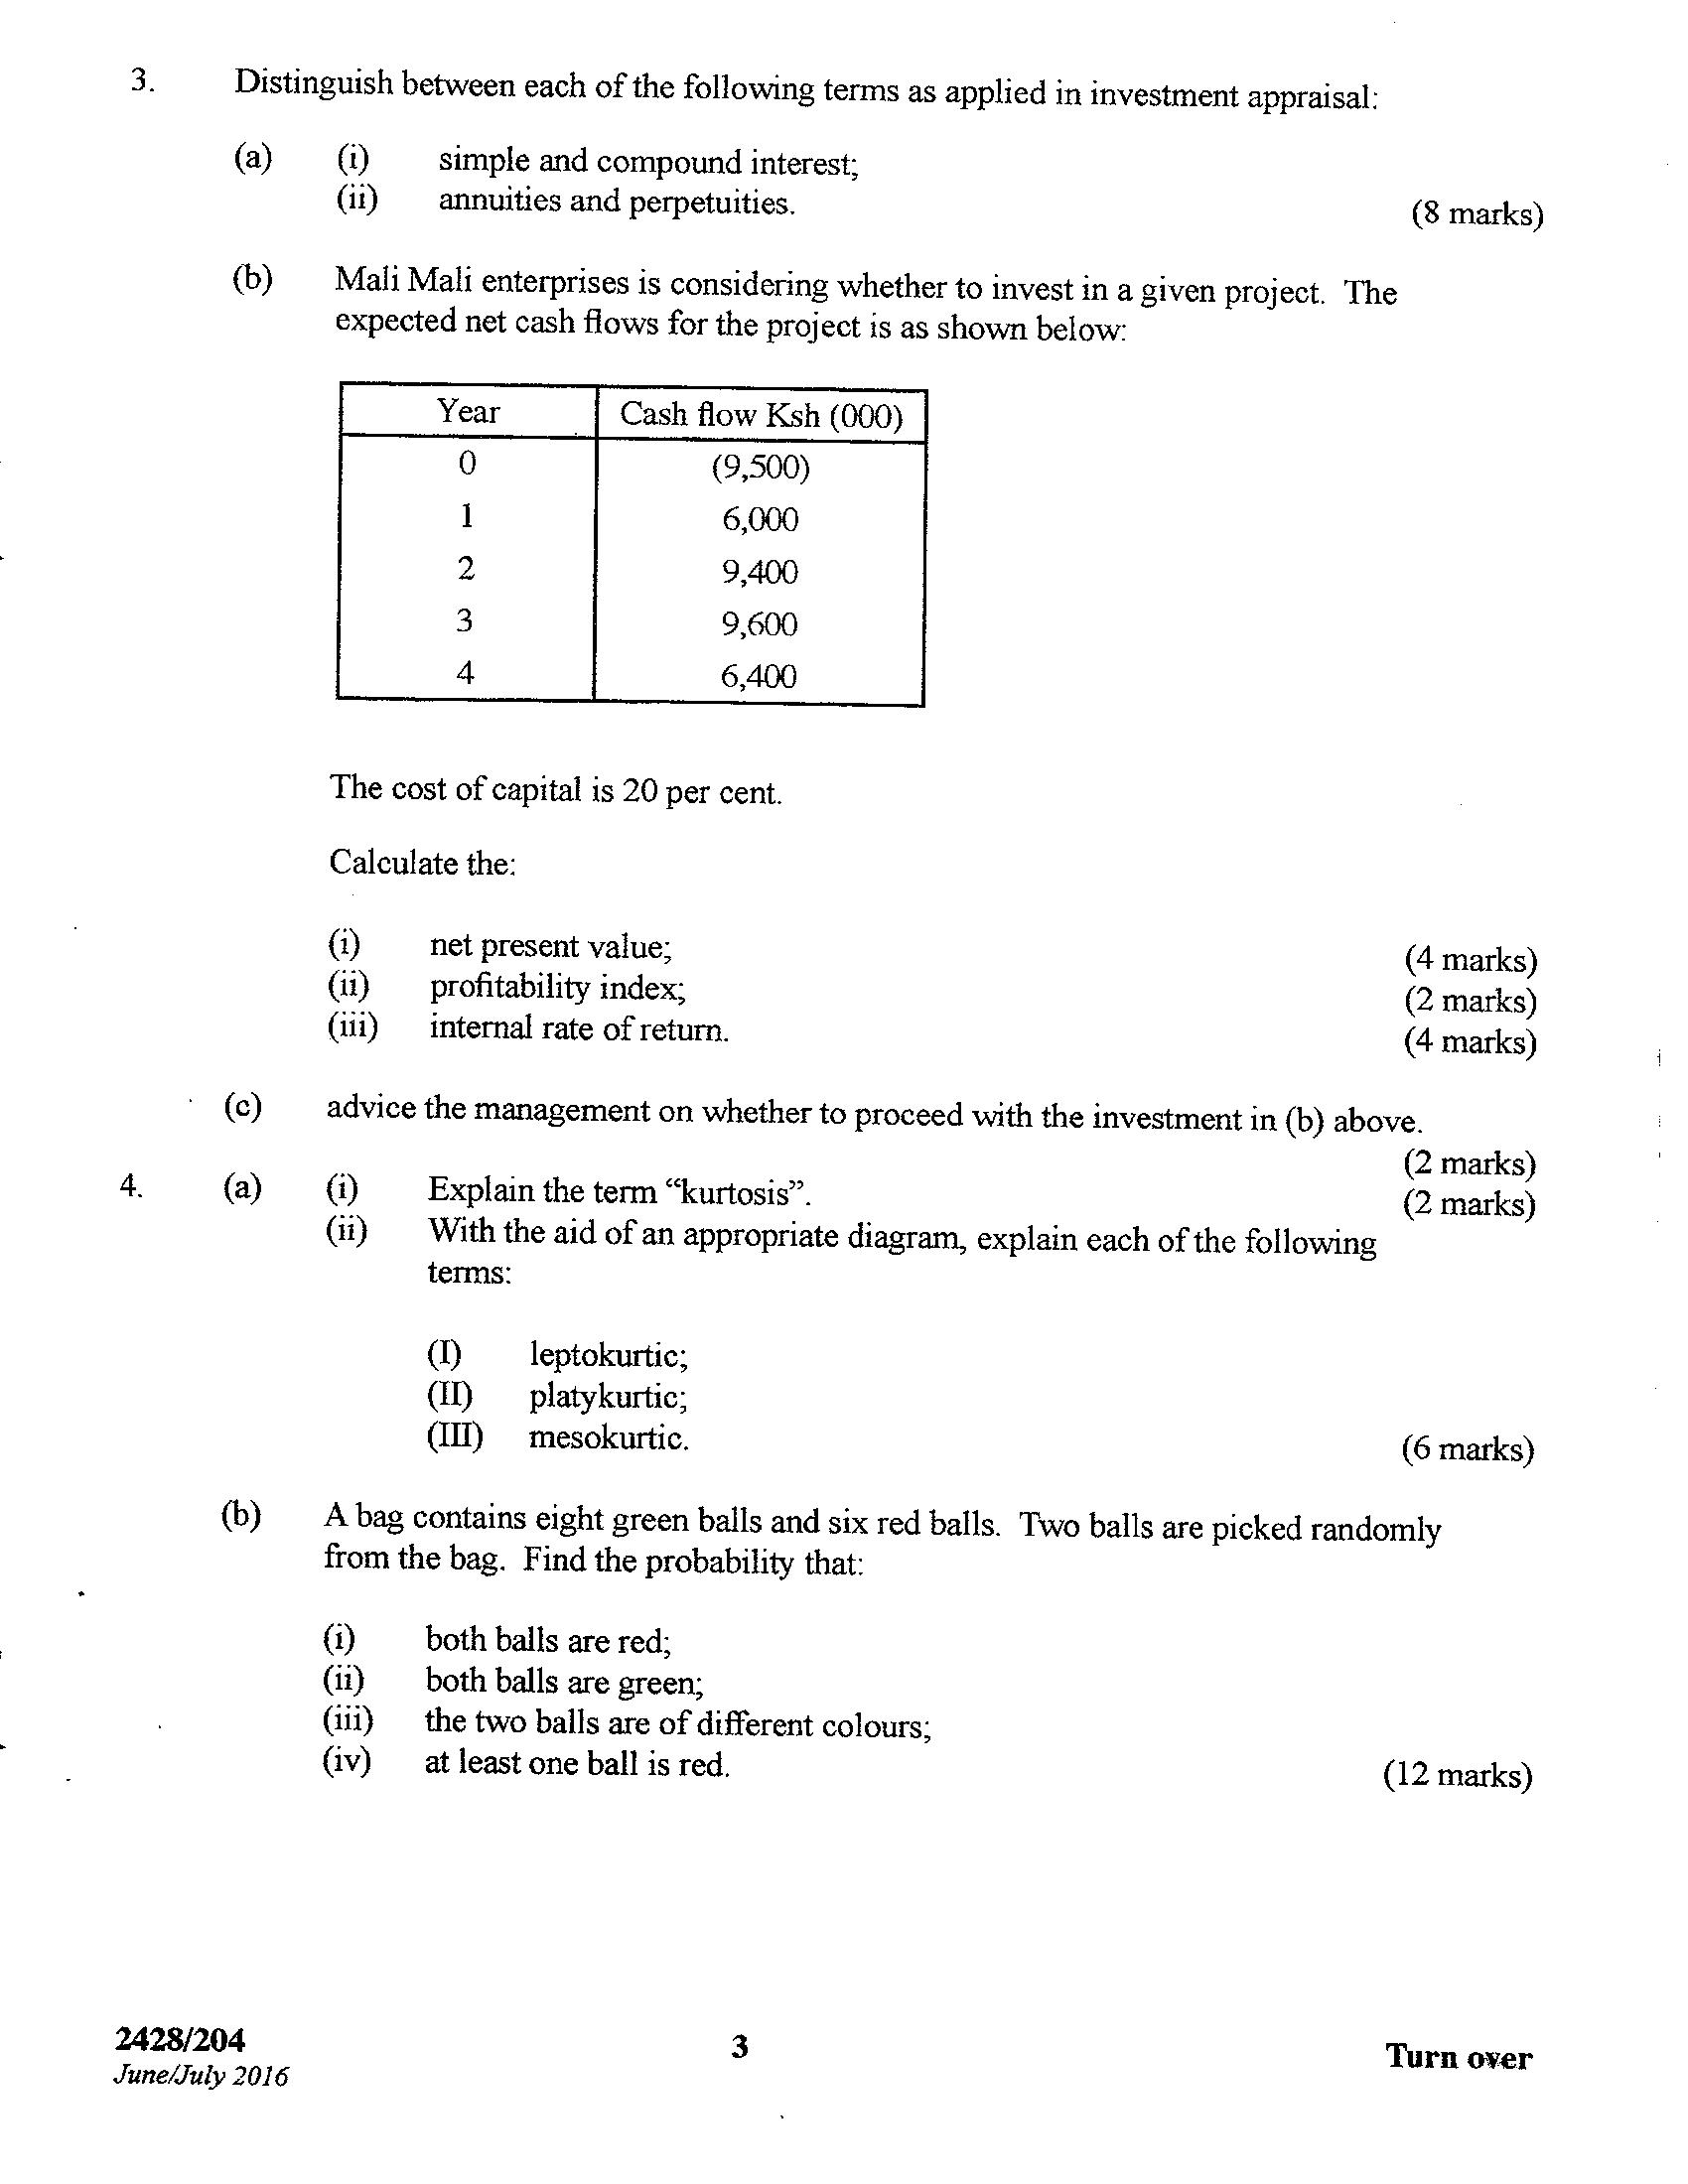 3. Distinguish between each of the following terms as applied in investment appraisal:
(a) (i) simple and compound interest;
(ii) annuities and perpetuities.
(8 marks)
(b) Mali Mali enterprises is considering whether to invest in a given project. The
expected net cash flows for the project is as shown below:
Year Cash flow Ksh (000)
0 (9,500)
1 6,000
2 9,400
3 9,600
4 6,400
The cost of capital is 20 per cent.
Calculate the:
(i) net present value; (4 marks)
(ii) profitability index; (2 marks)
(iii) internal rate of return. (4 marks)
(c) advice the management on whether to proceed with the investment in (b) above.
(2 marks)
4. (a) (i) Explain the term “kurtosis”. (2 marks)
(ii) With the aid of an appropriate diagram, explain each of the following
terms:
(I) leptokurtic;
(II) platykurtic;
(III) mesokurtic. (6 marks)
(b) A bag contains eight green balls and six red balls. Two balls are picked randomly
from the bag. Find the probability that:
(i) both balls are red;
(ii) both balls are green;
(iii) the two balls are of different colours;
(iv) at least one ball is red. (12 marks)
2428/204 3 Turn over
June/July 2016